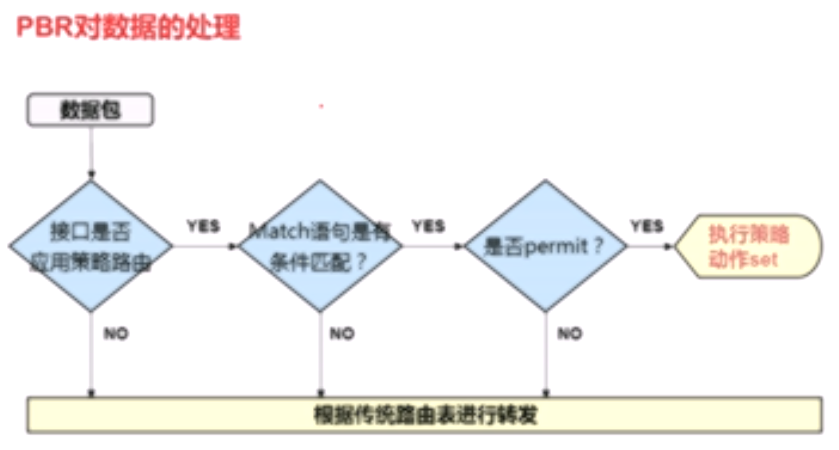 PBR对数据的处理
数据包
接口是否
应用策略路由
YES
Match语句是有
条件匹配？
YES
是否permit？
YES
执行策略
动作set
NO
NO
NO
根据传统路由表进行转发